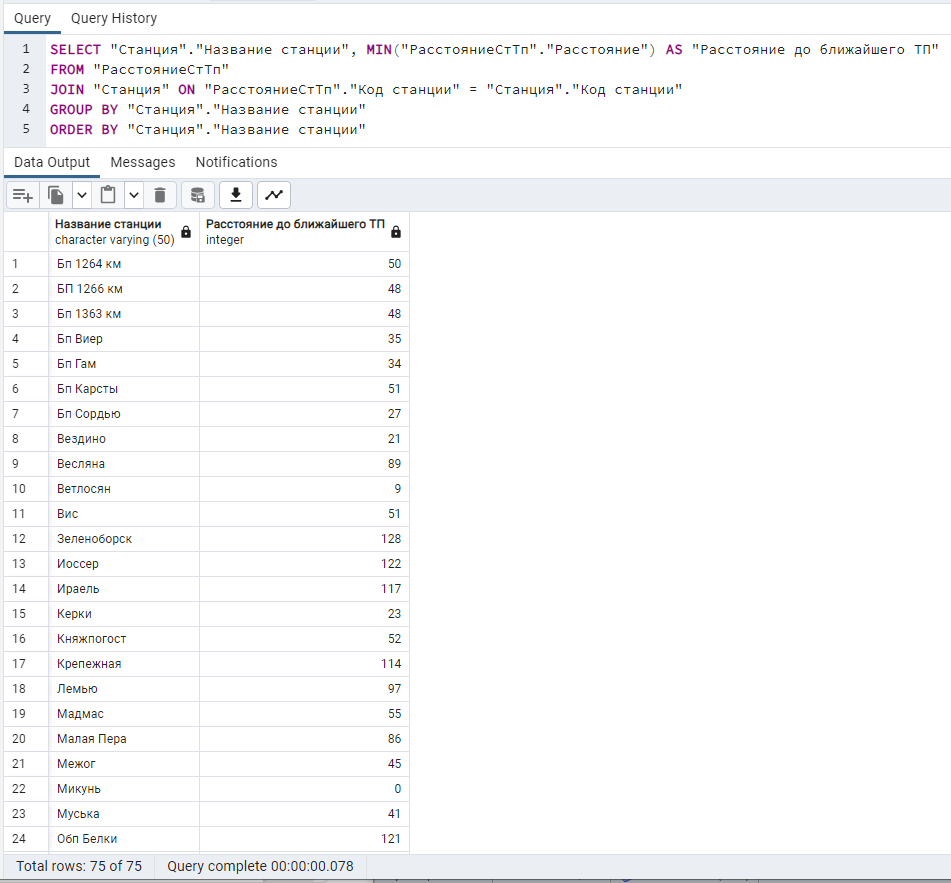 Query Query History
1 SELECT "Станция"."Название станции", MIN("РасстояниеСтТп"."Расстояние") AS "Расстояние до ближайшего ТП"
2 FROM "РасстояниеСтТп"
3 JOIN "Станция" ON "РасстояниеСтТп"."Код станции" = "Станция"."Код станции"
4 GROUP BY "Станция"."Название станции"
5 ORDER BY "Станция"."Название станции"
Data Output Messages Notifications
Название станции Расстояние до ближайшего ТП
character varying (50) integer
1 Бп 1264 км 50
2 БП 1266 км 48
3 Бп 1363 км 48
4 Бп Виер 35
5 Бп Гам 34
6 Бп Карсты 51
7 Бп Сордью 27
8 Вездино 21
9 Весляна 89
10 Ветлосян 9
11 Вис 51
12 Зеленоборск 128
13 Иоссер 122
14 Ираель 117
15 Керки 23
16 Княжпогост 52
17 Крепежная 114
18 Лемью 97
19 Мадмас 55
20 Малая Пера 86
21 Межог 45
22 Микунь 0
23 Муська 41
24 Обп Белки 121
Total rows: 75 of 75 Query complete 00:00:00.078